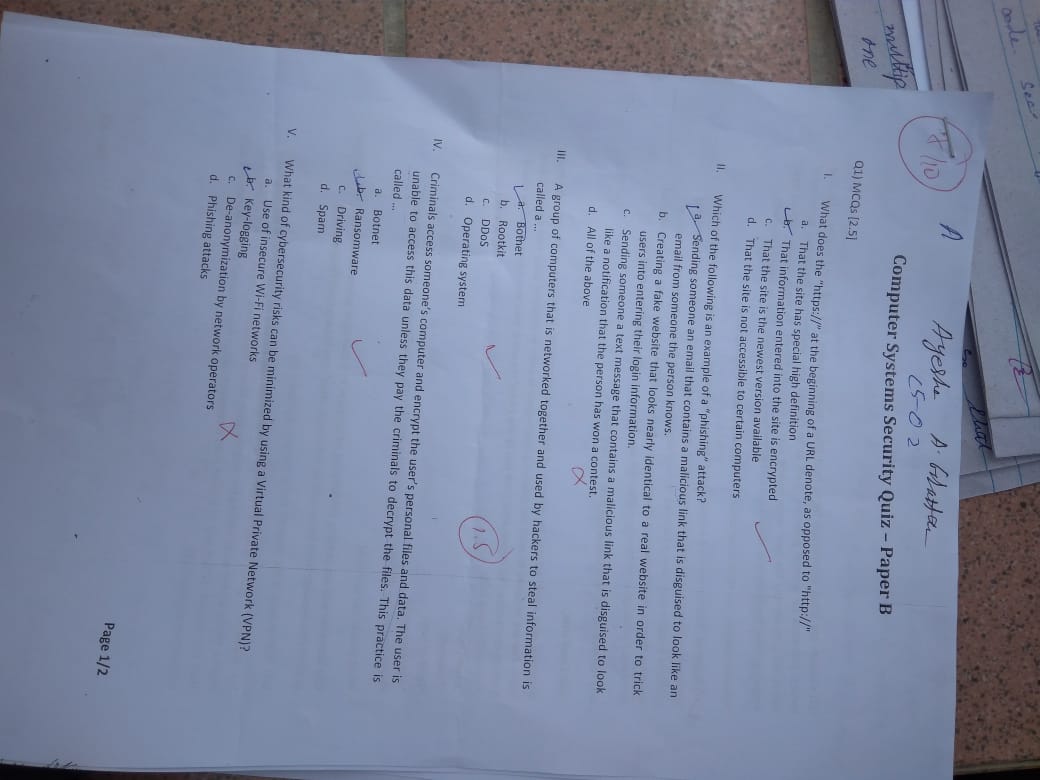 7/10
A
Ayesha A. Ghaffar
CS-02
Computer Systems Security Quiz – Paper B
Q1) MCQs [2.5]
I. What does the "https://" at the beginning of a URL denote, as opposed to "http://"
a. That the site has special high definition
b. That information entered into the site is encrypted
c. That the site is the newest version available
d. That the site is not accessible to certain computers
II. Which of the following is an example of a "phishing" attack?
a. Sending someone an email that contains a malicious link that is disguised to look like an
email from someone the person knows.
b. Creating a fake website that looks nearly identical to a real website in order to trick
users into entering their login information.
c. Sending someone a text message that contains a malicious link that is disguised to look
like a notification that the person has won a contest.
d. All of the above
III. A group of computers that is networked together and used by hackers to steal information is
called a ...
a. Botnet
b. Rootkit
c. DDoS
d. Operating system
1.5
IV. Criminals access someone's computer and encrypt the user's personal files and data. The user is
unable to access this data unless they pay the criminals to decrypt the files. This practice is
called ...
a. Botnet
b. Ransomware
c. Driving
d. Spam
V. What kind of cybersecurity risks can be minimized by using a Virtual Private Network (VPN)?
a. Use of insecure Wi-Fi networks
b. Key-logging
c. De-anonymization by network operators
d. Phishing attacks
Page 1/2
multip
one
code see